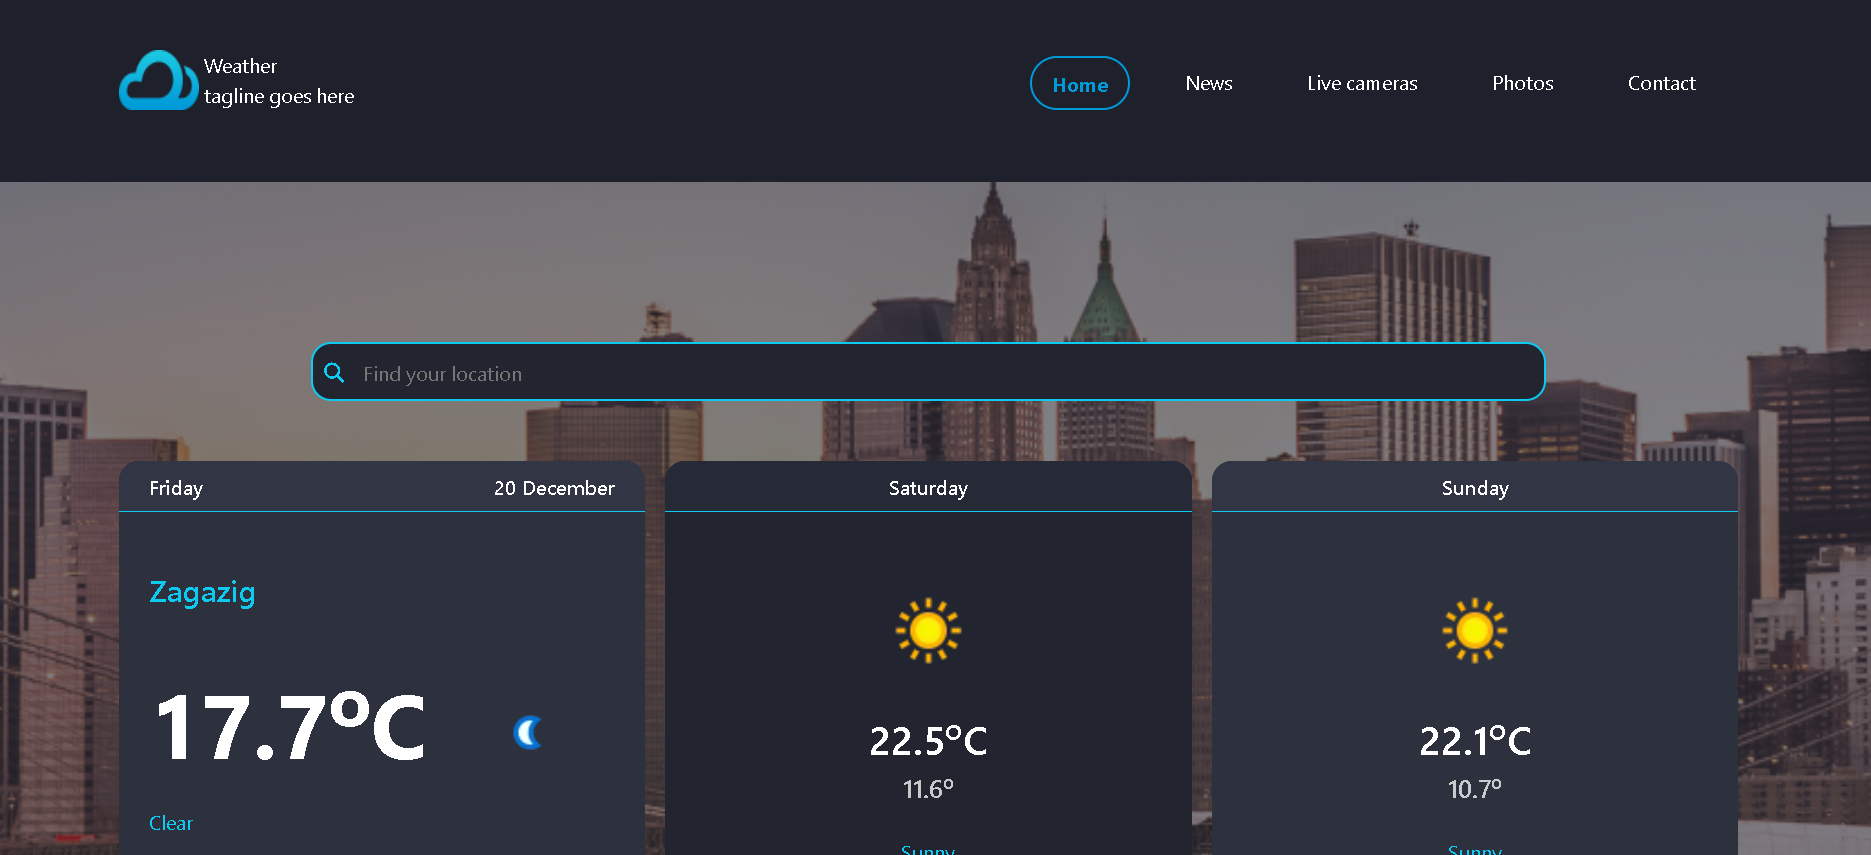 Weather
tagline goes here
Home News Live cameras Photos Contact
Find your location
Friday 20 December
Zagazig
17.7°C
Clear
Saturday
22.5°C
11.6°
Sunny
Sunday
22.1°C
10.7°
Sunny